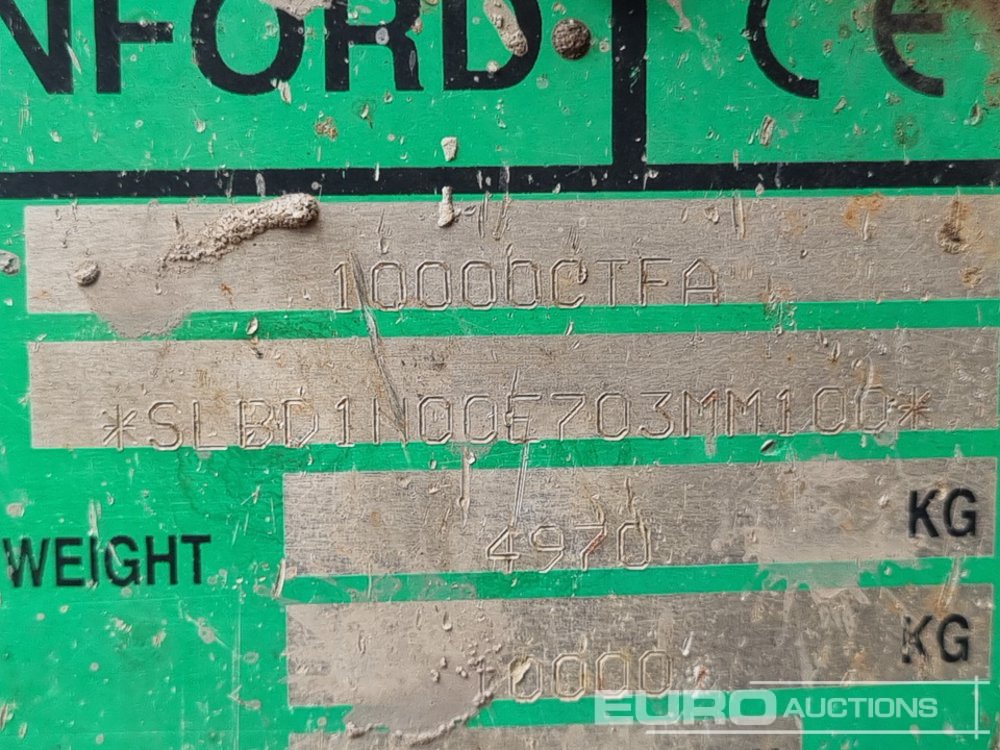 NFORD CE
10000CTFA
*SLBD1N00E703MM100*
WEIGHT 4970 KG
10000 KG
EURO AUCTIONS